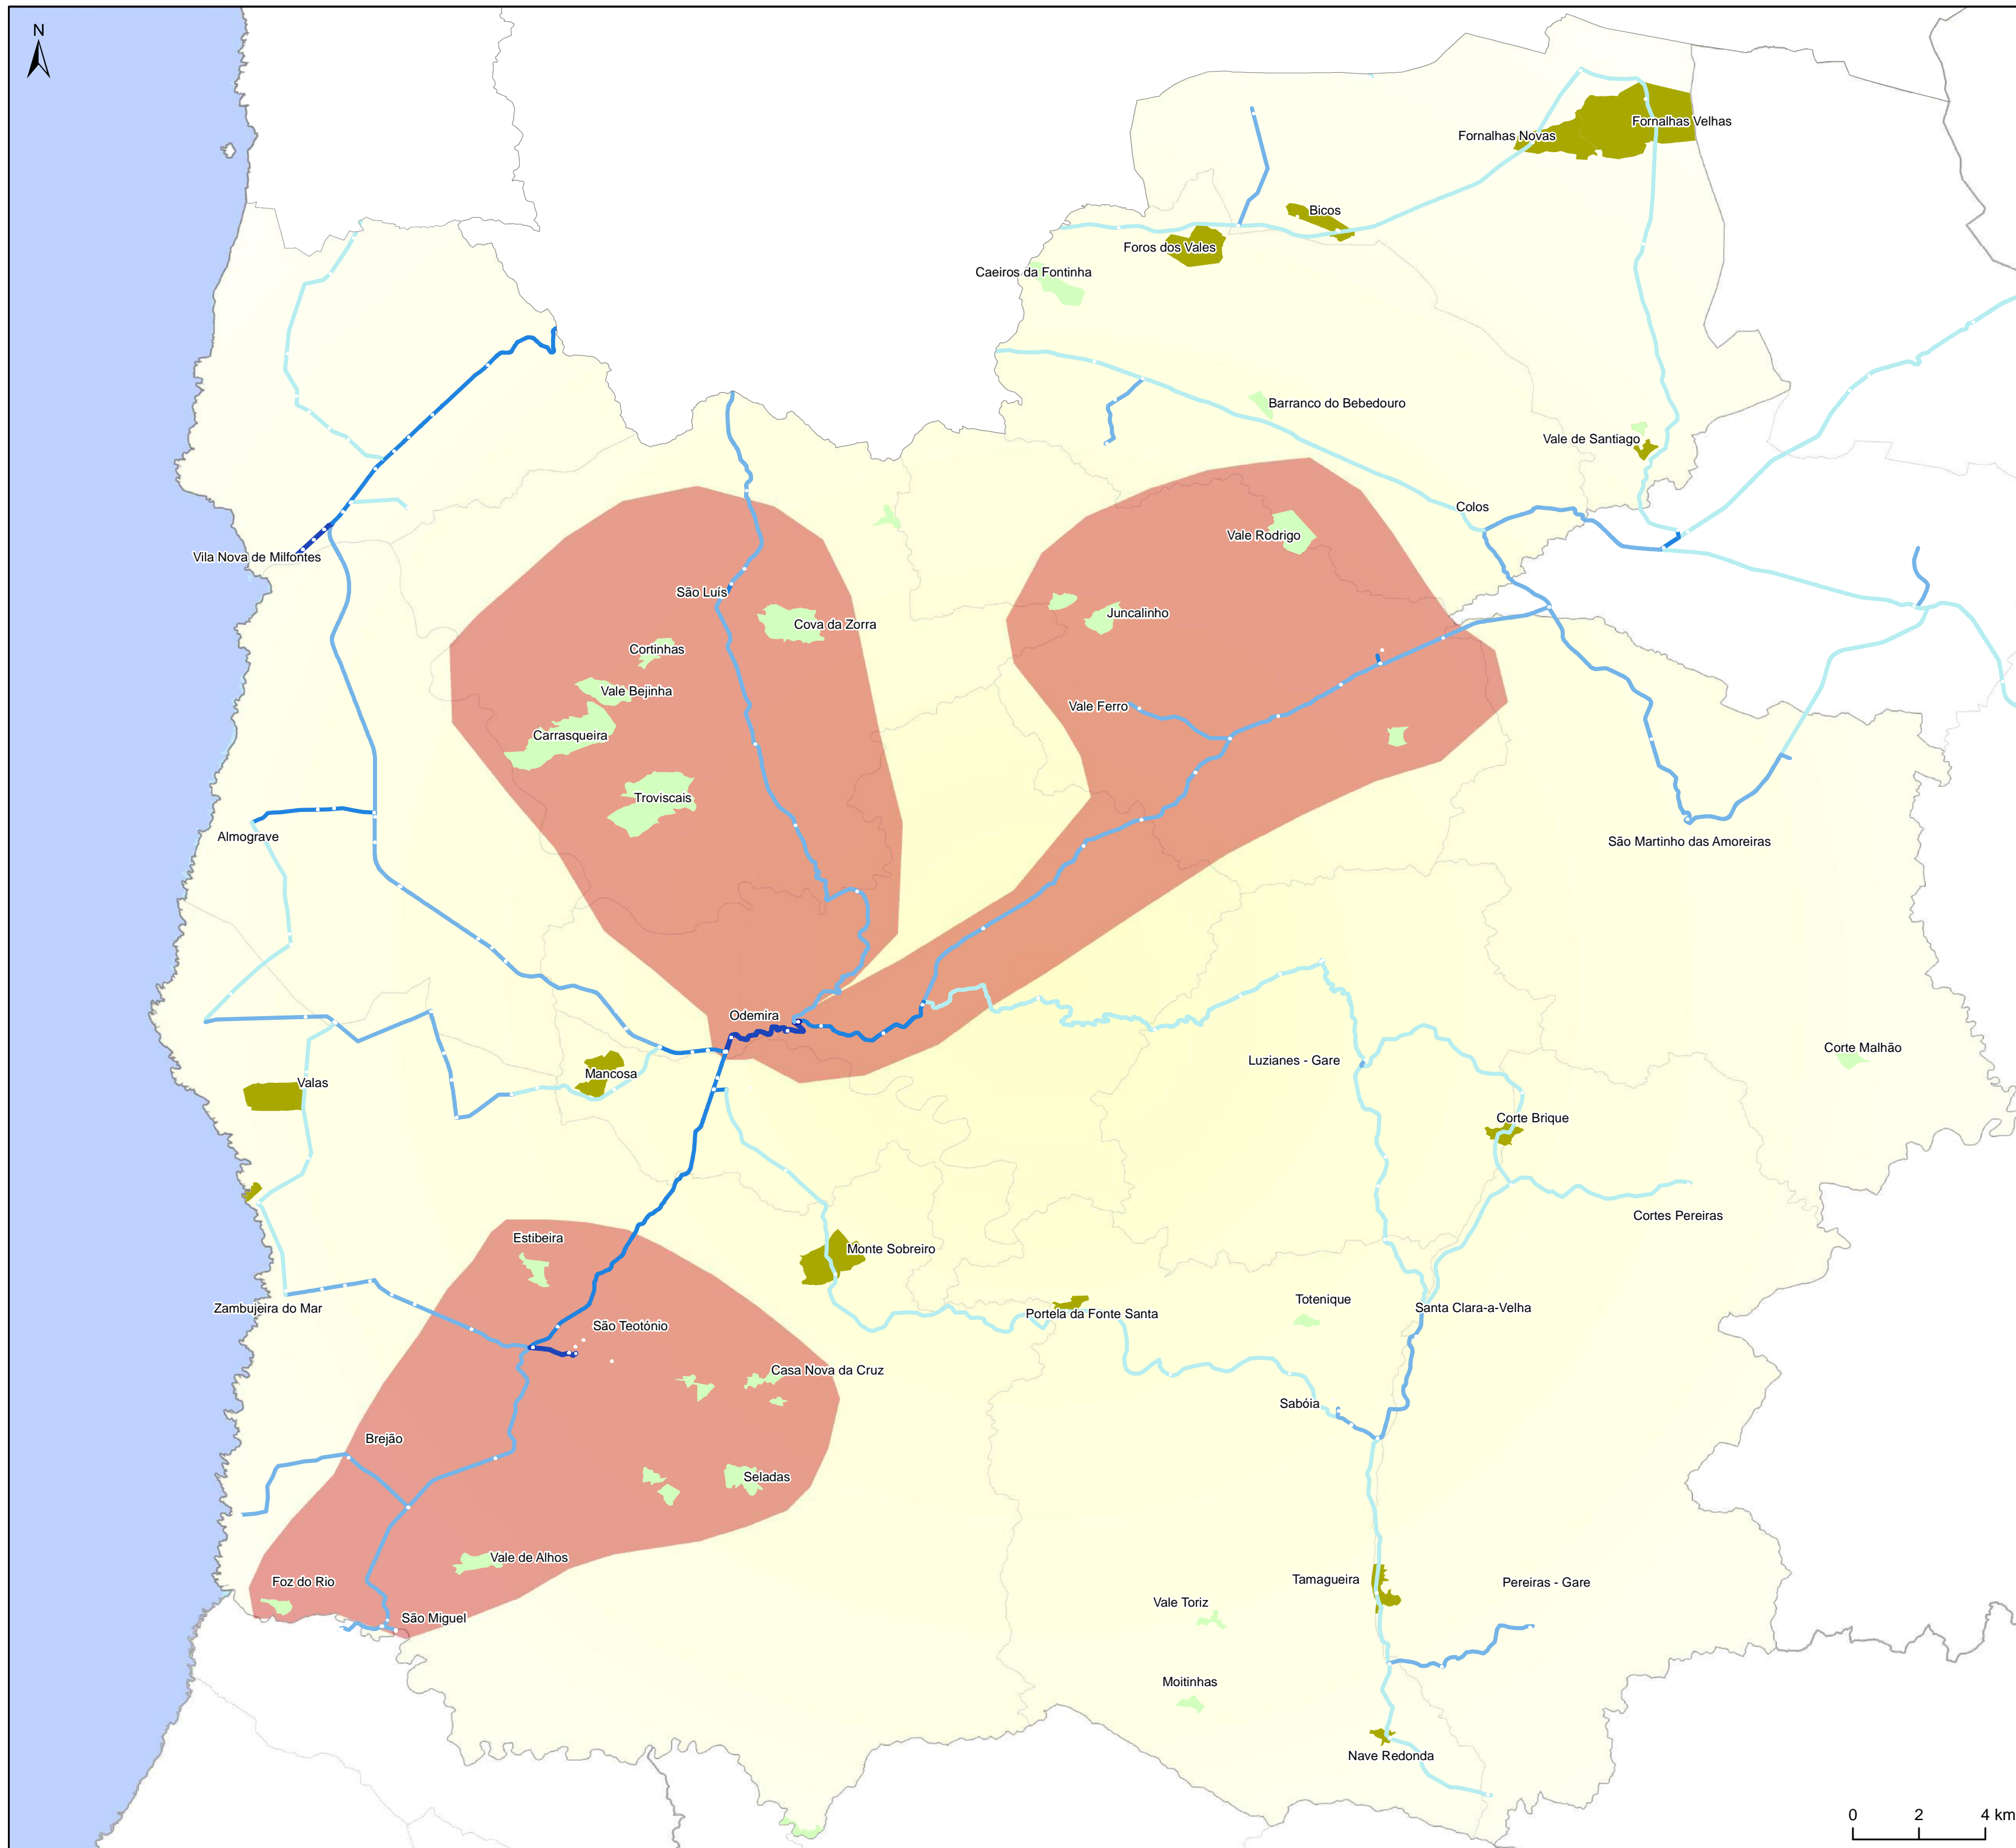 N
Fornalhas Velhas
Fornalhas Novas
Bicos
Foros dos Vales
Caeiros da Fontinha
Barranco do Bebedouro
Vale de Santiago
Colos
Vale Rodrigo
Vila Nova de Milfontes
São Luís
Juncalinho
Cova da Zorra
Cortinhas
Vale Bejinha
Vale Ferro
Carrasqueira
Troviscais
Almograve
São Martinho das Amoreiras
Odemira
Corte Malhão
Luzianes - Gare
Mancosa
Valas
Corte Brique
Cortes Pereiras
Estibeira
Monte Sobreiro
Totenique
Zambujeira do Mar
Santa Clara-a-Velha
Portela da Fonte Santa
São Teotónio
Casa Nova da Cruz
Sabóia
Brejão
Seladas
Vale de Alhos
Tamagueira
Foz do Rio
Pereiras - Gare
Vale Toriz
São Miguel
Moitinhas
Nave Redonda
0 2 4 km